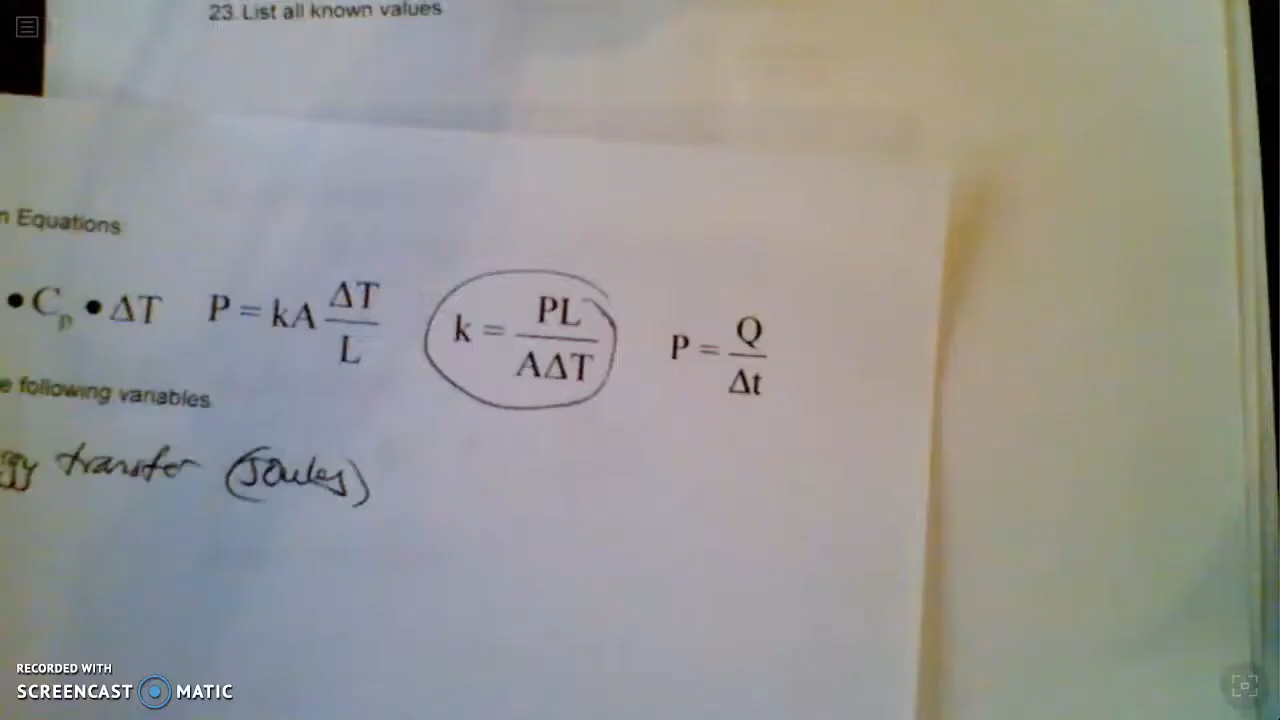 23. List all known values
n Equations
• C_p • ΔT P = kA ΔT/L k = PL/AΔT P = Q/Δt
e following variables
gy transfer (Joules)
RECORDED WITH
SCREENCAST MATIC